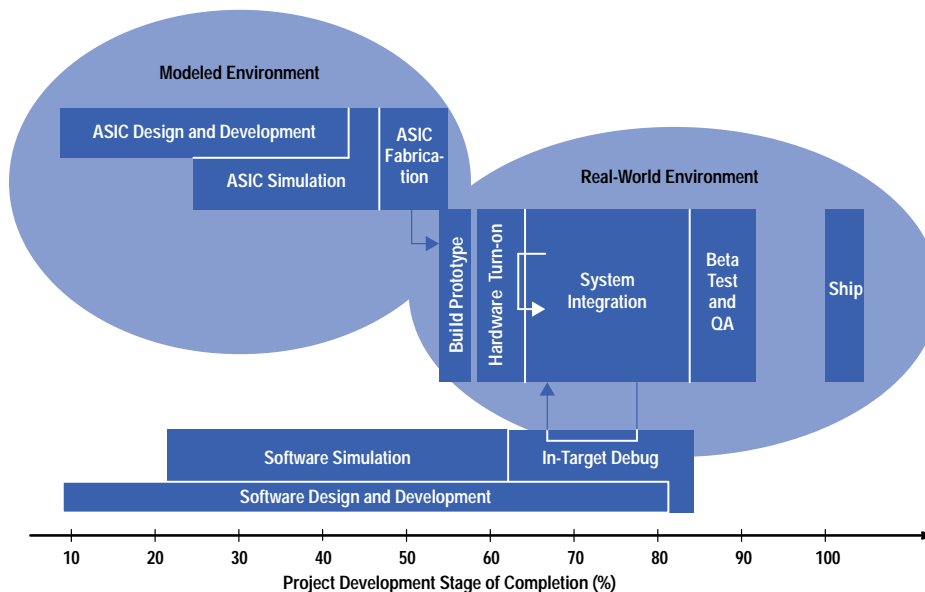 Modeled Environment
ASIC Design and Development
ASIC Simulation
ASIC
Fabrica-
tion
Real-World Environment
Build Prototype
Hardware Turn-on
System
Integration
Beta
Test
and
QA
Ship
Software Simulation
In-Target Debug
Software Design and Development
10 20 30 40 50 60 70 80 90 100
Project Development Stage of Completion (%)